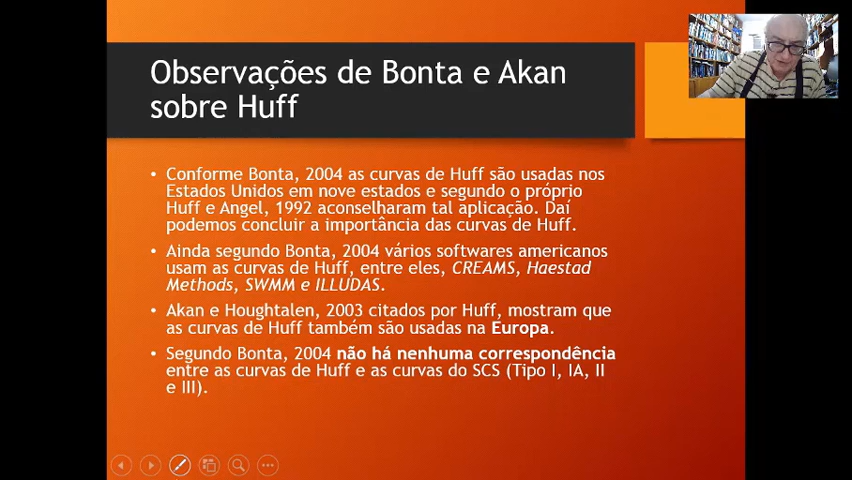 Observações de Bonta e Akan
sobre Huff
• Conforme Bonta, 2004 as curvas de Huff são usadas nos
Estados Unidos em nove estados e segundo o próprio
Huff e Angel, 1992 aconselharam tal aplicação. Daí
podemos concluir a importância das curvas de Huff.
• Ainda segundo Bonta, 2004 vários softwares americanos
usam as curvas de Huff, entre eles, CREAMS, Haestad
Methods, SWMM e ILLUDAS.
• Akan e Houghtalen, 2003 citados por Huff, mostram que
as curvas de Huff também são usadas na Europa.
• Segundo Bonta, 2004 não há nenhuma correspondência
entre as curvas de Huff e as curvas do SCS (Tipo I, IA, II
e III).